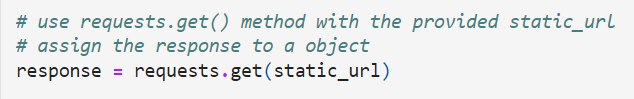 # use requests.get() method with the provided static_url
# assign the response to a object
response = requests.get(static_url)